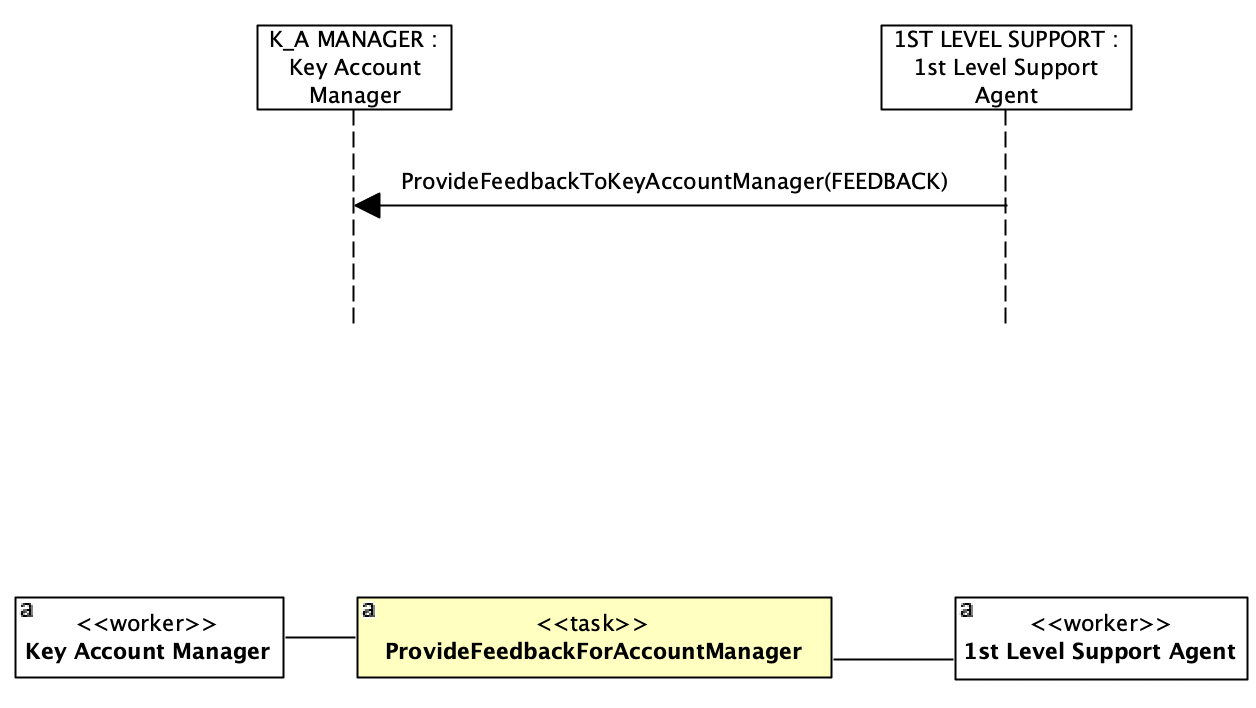 K_A MANAGER :
Key Account
Manager
1ST LEVEL SUPPORT :
1st Level Support
Agent
ProvideFeedbackToKeyAccountManager(FEEDBACK)
a
<<worker>>
Key Account Manager
a
<<task>>
ProvideFeedbackForAccountManager
a
<<worker>>
1st Level Support Agent